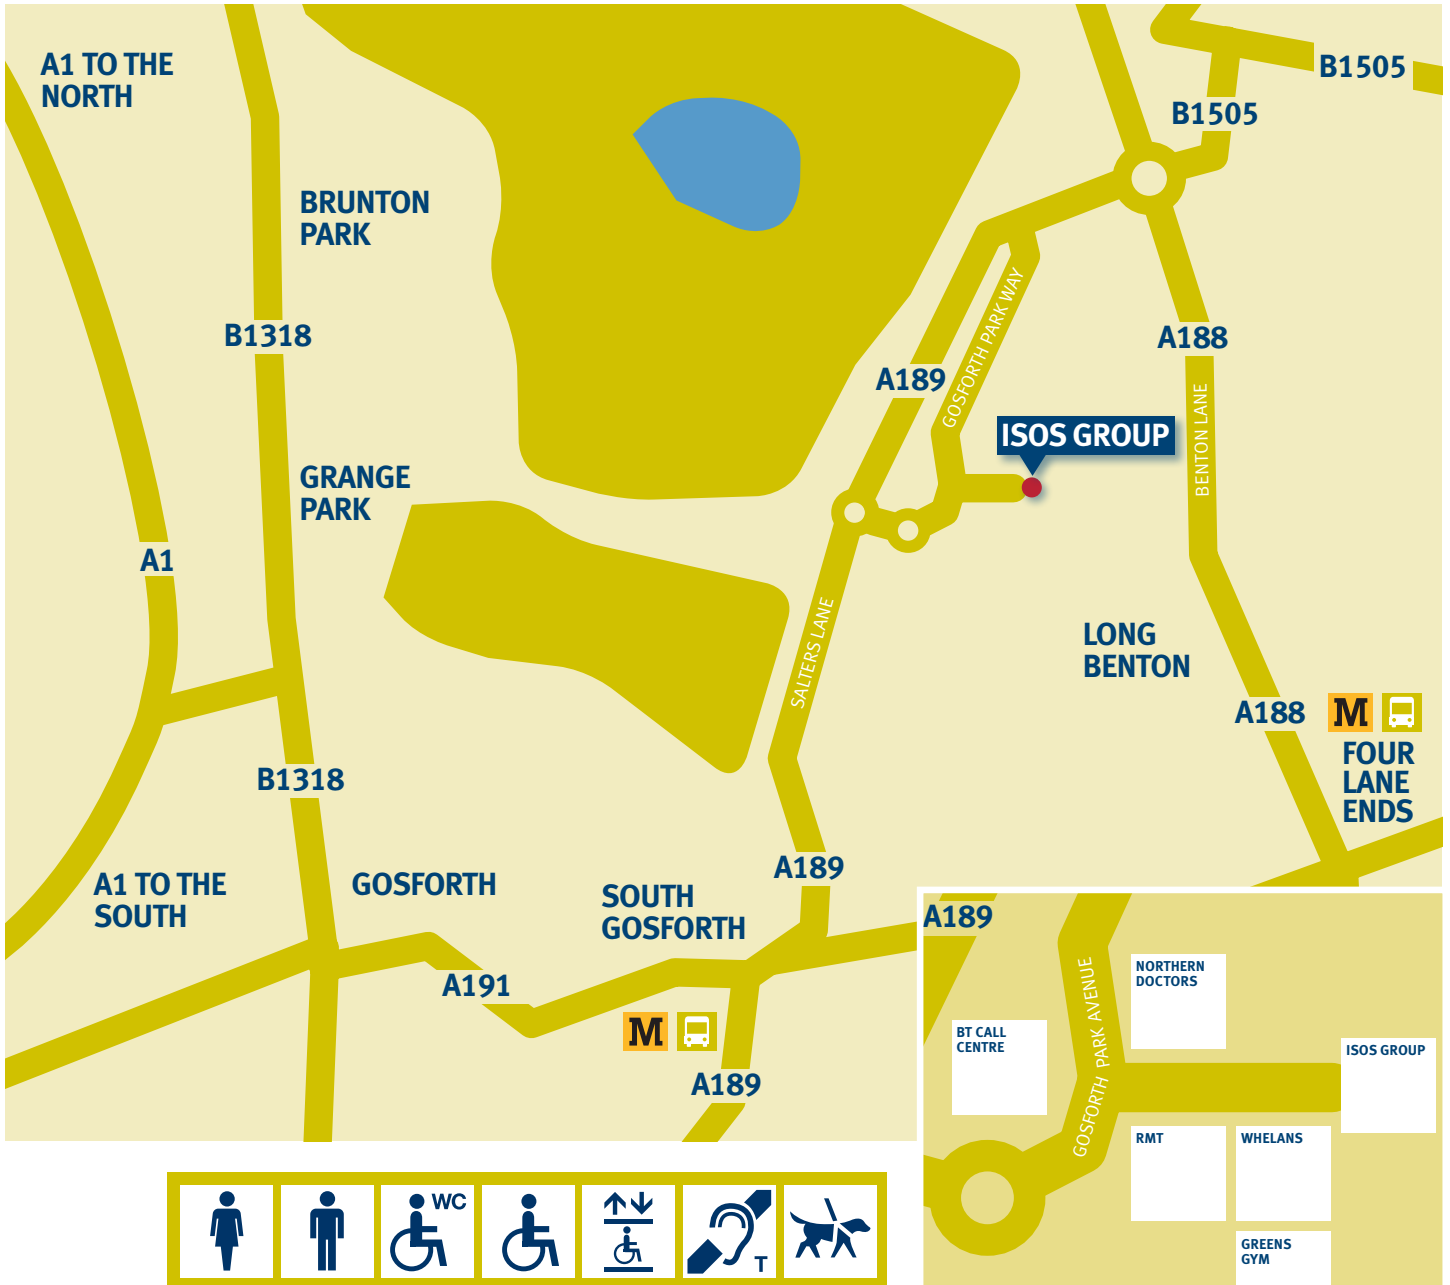 A1 TO THE
NORTH
B1505
B1505
BRUNTON
PARK
B1318
A188
A189
GOSFORTH PARK WAY
BENTON LANE
ISOS GROUP
GRANGE
PARK
A1
SALTERS LANE
LONG
BENTON
A188
M
FOUR
LANE
ENDS
B1318
A189
A1 TO THE
SOUTH
GOSFORTH
SOUTH
GOSFORTH
A191
M
A189
A189
GOSFORTH PARK AVENUE
NORTHERN
DOCTORS
BT CALL
CENTRE
ISOS GROUP
RMT
WHELANS
GREENS
GYM
WC
T